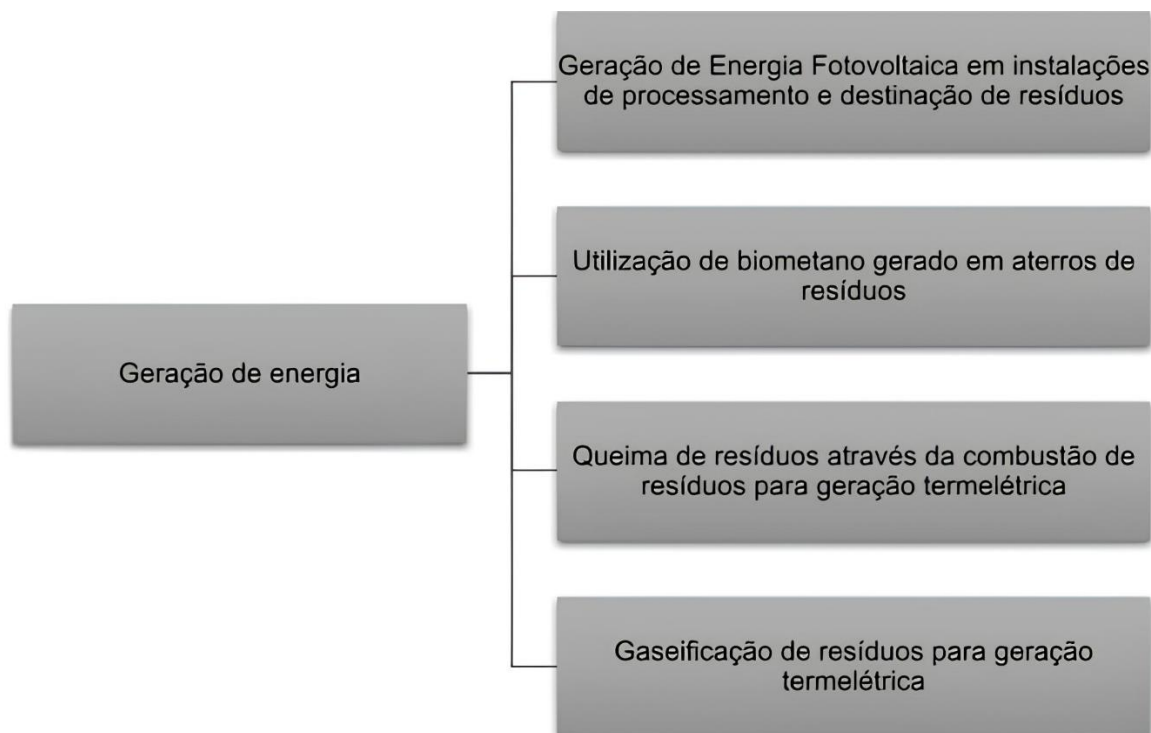 Geração de energia
Geração de Energia Fotovoltaica em instalações
de processamento e destinação de resíduos
Utilização de biometano gerado em aterros de
resíduos
Queima de resíduos através da combustão de
resíduos para geração termelétrica
Gaseificação de resíduos para geração
termelétrica